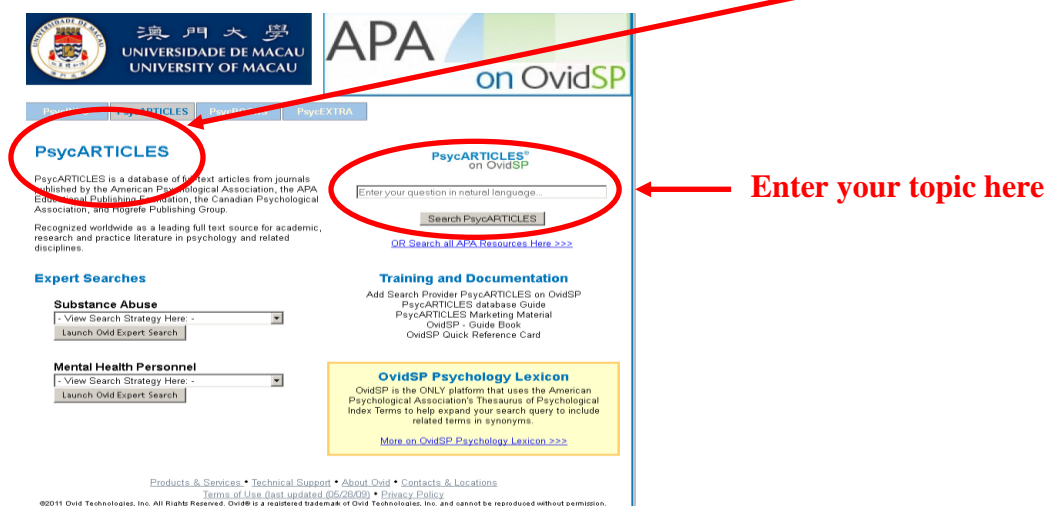 澳門大學
UNIVERSIDADE DE MACAU
UNIVERSITY OF MACAU
APA
on OvidSP
PsycARTICLES
PsycEXTRA
PsycARTICLES
PsycARTICLES is a database of full text articles from journals
published by the American Psychological Association, the APA
Educational Publishing Foundation, the Canadian Psychological
Association, and Hogrefe Publishing Group.
Recognized worldwide as a leading full text source for academic,
research and practice literature in psychology and related
disciplines.
PsycARTICLES®
on OvidSP
Enter your question in natural language...
Search PsycARTICLES
OR Search all APA Resources Here >>>
Enter your topic here
Expert Searches
Substance Abuse
- View Search Strategy Here: -
Launch Ovid Expert Search
Mental Health Personnel
- View Search Strategy Here: -
Launch Ovid Expert Search
Training and Documentation
Add Search Provider PsycARTICLES on OvidSP
PsycARTICLES database Guide
PsycARTICLES Marketing Material
OvidSP - Guide Book
OvidSP Quick Reference Card
OvidSP Psychology Lexicon
OvidSP is the ONLY platform that uses the American
Psychological Association's Thesaurus of Psychological
Index Terms to help expand your search query to include
related terms in synonyms.
More on OvidSP Psychology Lexicon >>>
Products & Services • Technical Support • About Ovid • Contacts & Locations
Terms of Use (last updated (05/28/09) • Privacy Policy
©2011 Ovid Technologies, Inc. All Rights Reserved. Ovid® is a registered trademark of Ovid Technologies, Inc. and cannot be reproduced without permission.